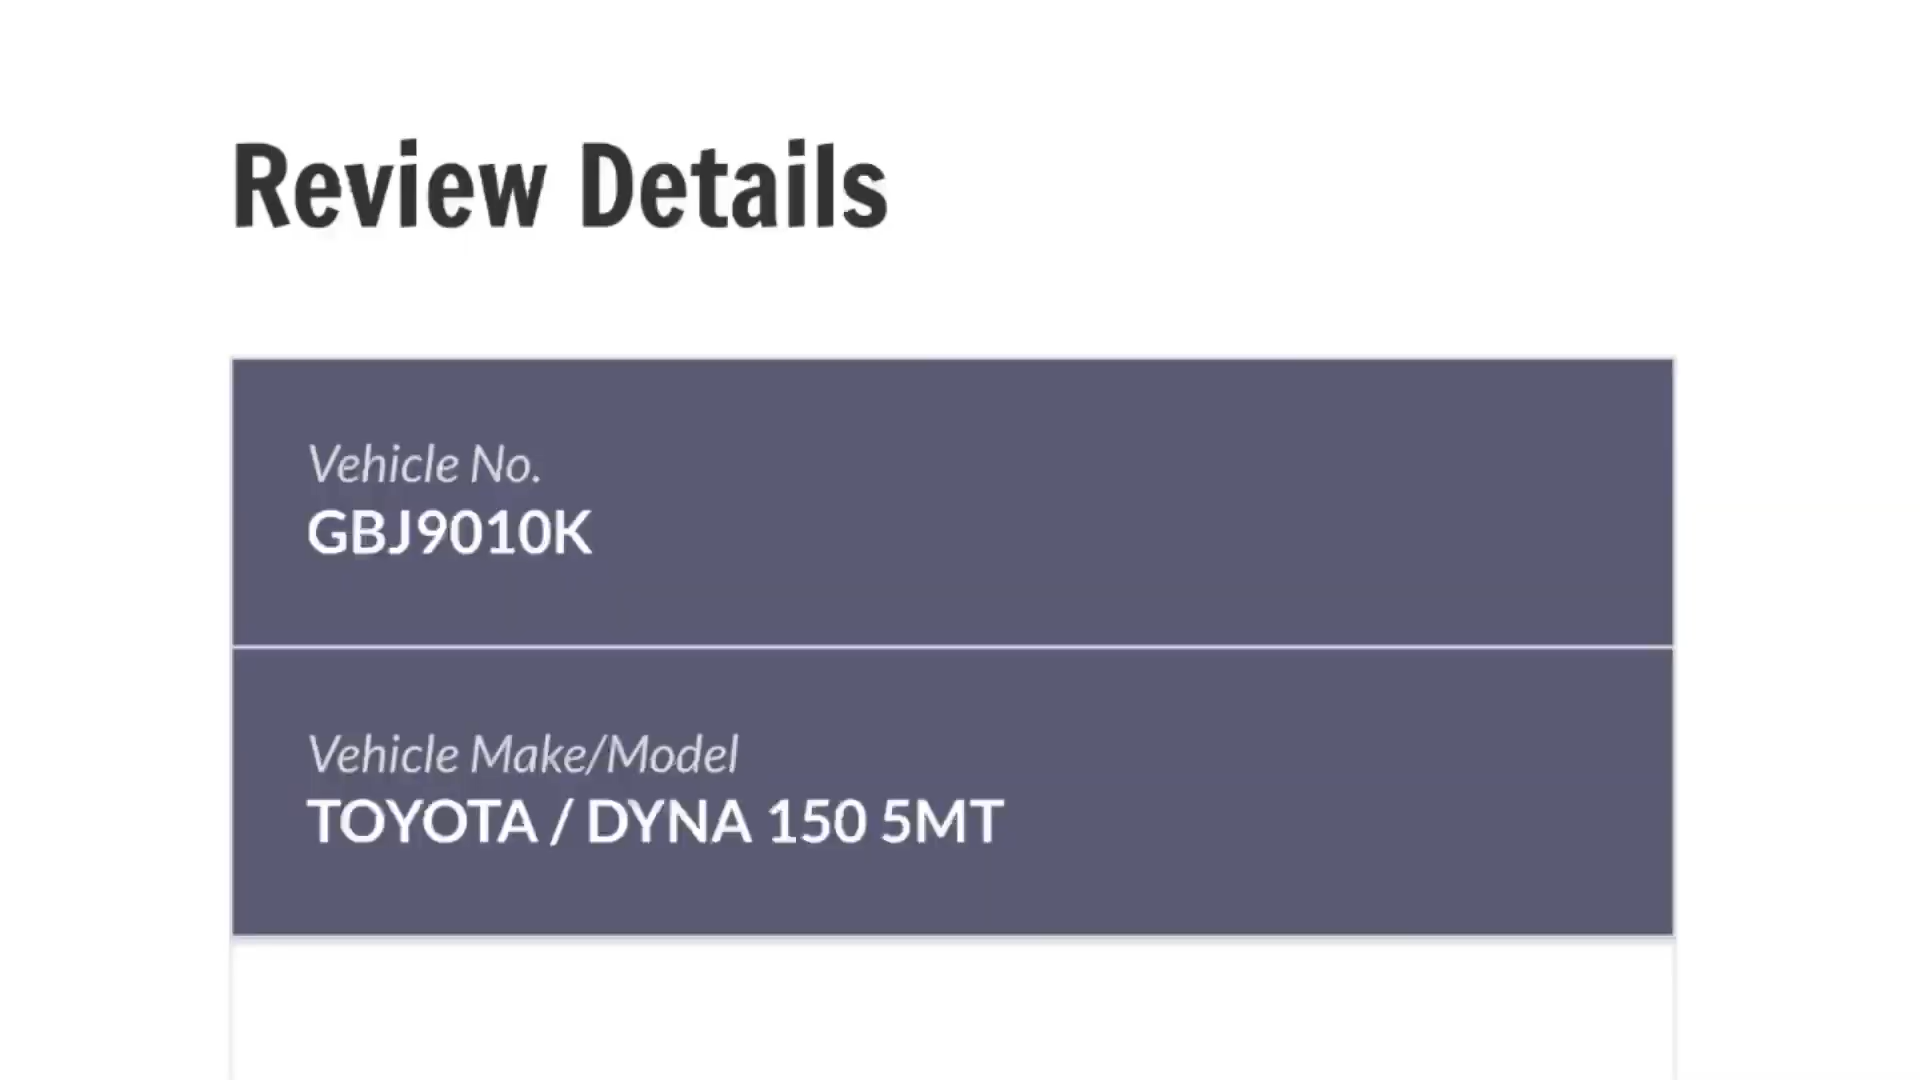 Review Details
Vehicle No.
GBJ9010K
Vehicle Make/Model
TOYOTA / DYNA 150 5MT